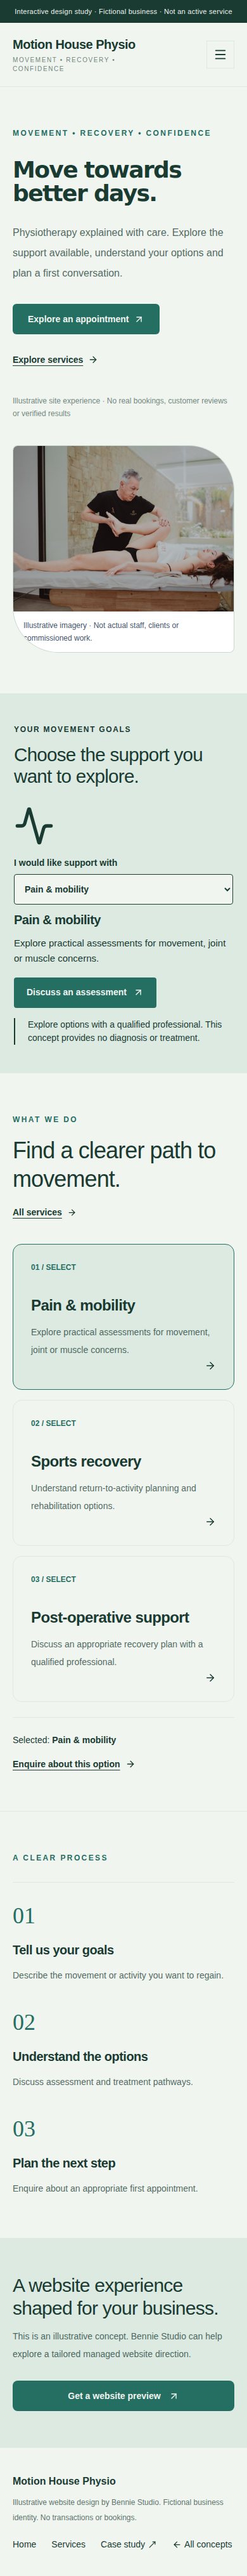 Interactive design study · Fictional business · Not an active service
Motion House Physio
MOVEMENT • RECOVERY •
CONFIDENCE
MOVEMENT • RECOVERY • CONFIDENCE
Move towards
better days.
Physiotherapy explained with care. Explore the
support available, understand your options and
plan a first conversation.
Explore an appointment ↗
Explore services →
Illustrative site experience · No real bookings, customer reviews
or verified results
Illustrative imagery · Not actual staff, clients or
commissioned work.
YOUR MOVEMENT GOALS
Choose the support you
want to explore.
I would like support with
Pain & mobility
Pain & mobility
Explore practical assessments for movement, joint
or muscle concerns.
Discuss an assessment ↗
Explore options with a qualified professional. This
concept provides no diagnosis or treatment.
WHAT WE DO
Find a clearer path to
movement.
All services →
01 / SELECT
Pain & mobility
Explore practical assessments for movement,
joint or muscle concerns.
→
02 / SELECT
Sports recovery
Understand return-to-activity planning and
rehabilitation options.
→
03 / SELECT
Post-operative support
Discuss an appropriate recovery plan with a
qualified professional.
→
Selected: Pain & mobility
Enquire about this option →
A CLEAR PROCESS
01
Tell us your goals
Describe the movement or activity you want to regain.
02
Understand the options
Discuss assessment and treatment pathways.
03
Plan the next step
Enquire about an appropriate first appointment.
A website experience
shaped for your business.
This is an illustrative concept. Bennie Studio can help
explore a tailored managed website direction.
Get a website preview ↗
Motion House Physio
Illustrative website design by Bennie Studio. Fictional business
identity. No transactions or bookings.
Home Services Case study ↗ ← All concepts